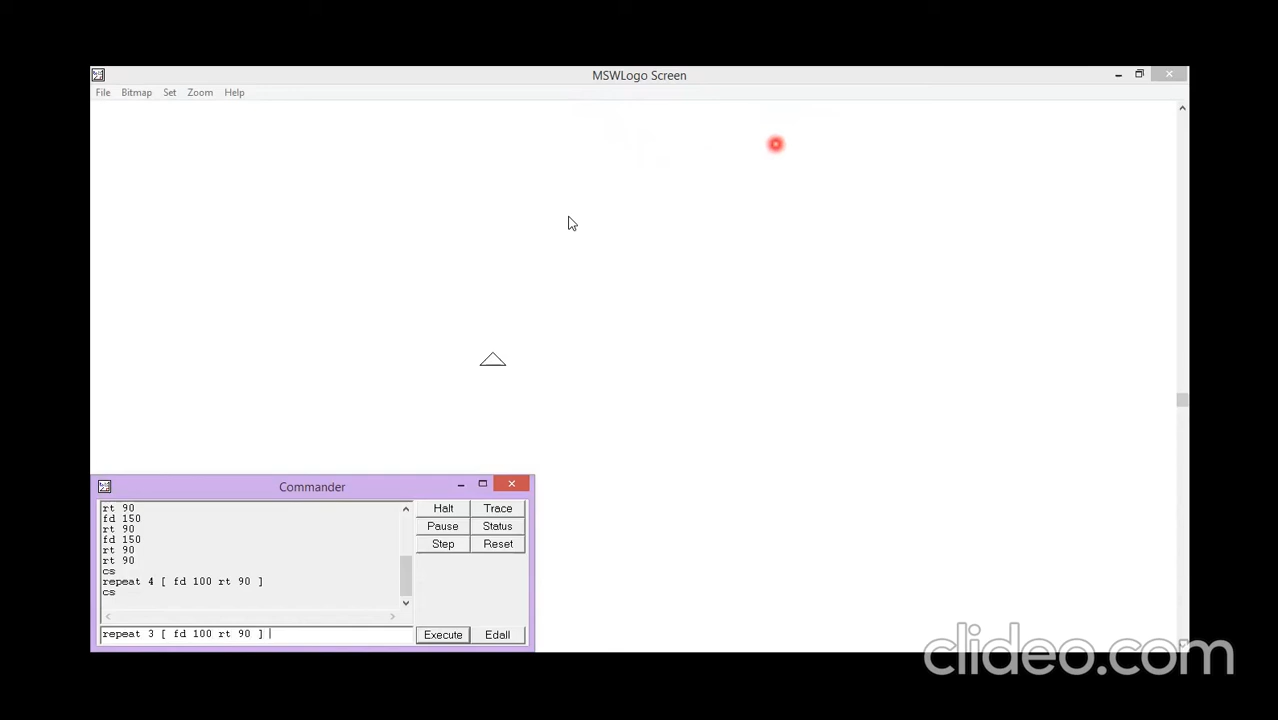 MSWLogo Screen
File Bitmap Set Zoom Help
Commander
rt 90
fd 150
rt 90
fd 150
rt 90
rt 90
cs
repeat 4 [ fd 100 rt 90 ]
cs
repeat 3 [ fd 100 rt 90 ]
Halt Trace
Pause Status
Step Reset
Execute Edall
clideo.com